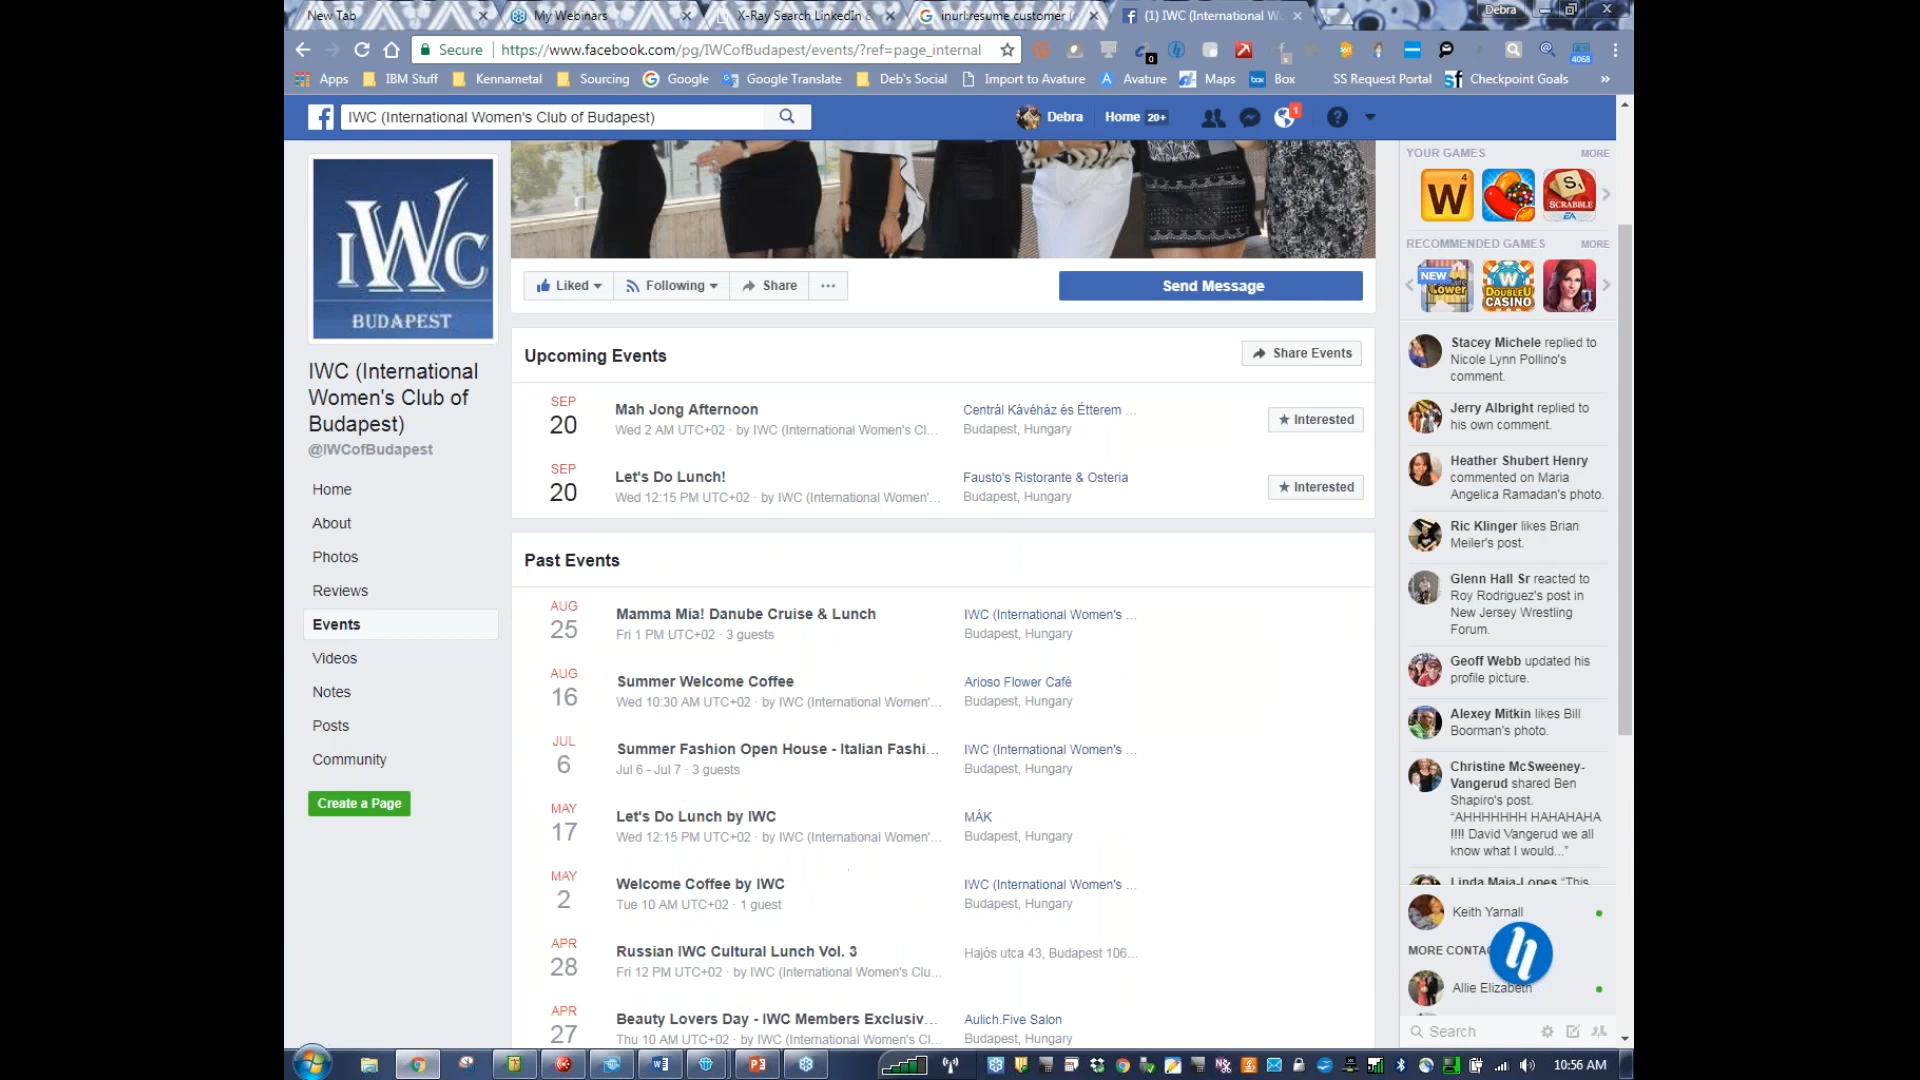 New Tab
My Webinars
X-Ray Search LinkedIn
inurl:resume customer (
(1) IWC (International W
Debra
Secure
https://www.facebook.com/pg/IWCofBudapest/events/?ref=page_internal
0
4068
Apps
IBM Stuff
Kennametal
Sourcing
Google
Google Translate
Deb's Social
Import to Avature
Avature
Maps
box
Box
SS Request Portal
Checkpoint Goals
»
IWC (International Women's Club of Budapest)
Debra
Home 20+
1
IWC
BUDAPEST
IWC (International
Women's Club of
Budapest)
@IWCofBudapest
Home
About
Photos
Reviews
Events
Videos
Notes
Posts
Community
Create a Page
Liked
Following
Share
...
Send Message
Upcoming Events
Share Events
SEP
20
Mah Jong Afternoon
Wed 2 AM UTC+02 · by IWC (International Women's Cl...
Centrál Kávéház és Étterem ...
Budapest, Hungary
Interested
SEP
20
Let's Do Lunch!
Wed 12:15 PM UTC+02 · by IWC (International Women'...
Fausto's Ristorante & Osteria
Budapest, Hungary
Interested
Past Events
AUG
25
Mamma Mia! Danube Cruise & Lunch
Fri 1 PM UTC+02 · 3 guests
IWC (International Women's ...
Budapest, Hungary
AUG
16
Summer Welcome Coffee
Wed 10:30 AM UTC+02 · by IWC (International Women'...
Arioso Flower Café
Budapest, Hungary
JUL
6
Summer Fashion Open House - Italian Fashi...
Jul 6 - Jul 7 · 3 guests
IWC (International Women's ...
Budapest, Hungary
MAY
17
Let's Do Lunch by IWC
Wed 12:15 PM UTC+02 · by IWC (International Women'...
MÁK
Budapest, Hungary
MAY
2
Welcome Coffee by IWC
Tue 10 AM UTC+02 · 1 guest
IWC (International Women's ...
Budapest, Hungary
APR
28
Russian IWC Cultural Lunch Vol. 3
Fri 12 PM UTC+02 · by IWC (International Women's Clu...
Hajós utca 43, Budapest 106...
APR
27
Beauty Lovers Day - IWC Members Exclusiv...
Thu 10 AM UTC+02 · by IWC (International Women's Cl...
Aulich.Five Salon
Budapest, Hungary
YOUR GAMES
MORE
W
4
S1
SCRABBLE
EA
RECOMMENDED GAMES
MORE
NEW
Tower
W
DOUBLEU
CASINO
Stacey Michele replied to
Nicole Lynn Pollino's
comment.
Jerry Albright replied to
his own comment.
Heather Shubert Henry
commented on Maria
Angelica Ramadan's photo.
Ric Klinger likes Brian
Meiler's post.
Glenn Hall Sr reacted to
Roy Rodriguez's post in
New Jersey Wrestling
Forum.
Geoff Webb updated his
profile picture.
Alexey Mitkin likes Bill
Boorman's photo.
Christine McSweeney-
Vangerud shared Ben
Shapiro's post.
"AHHHHHHH HAHAHAHA
!!!! David Vangerud we all
know what I would..."
Linda Maia-Lopes "This
Keith Yarnall
MORE CONTA
Allie Elizabeth
Search
10:56 AM